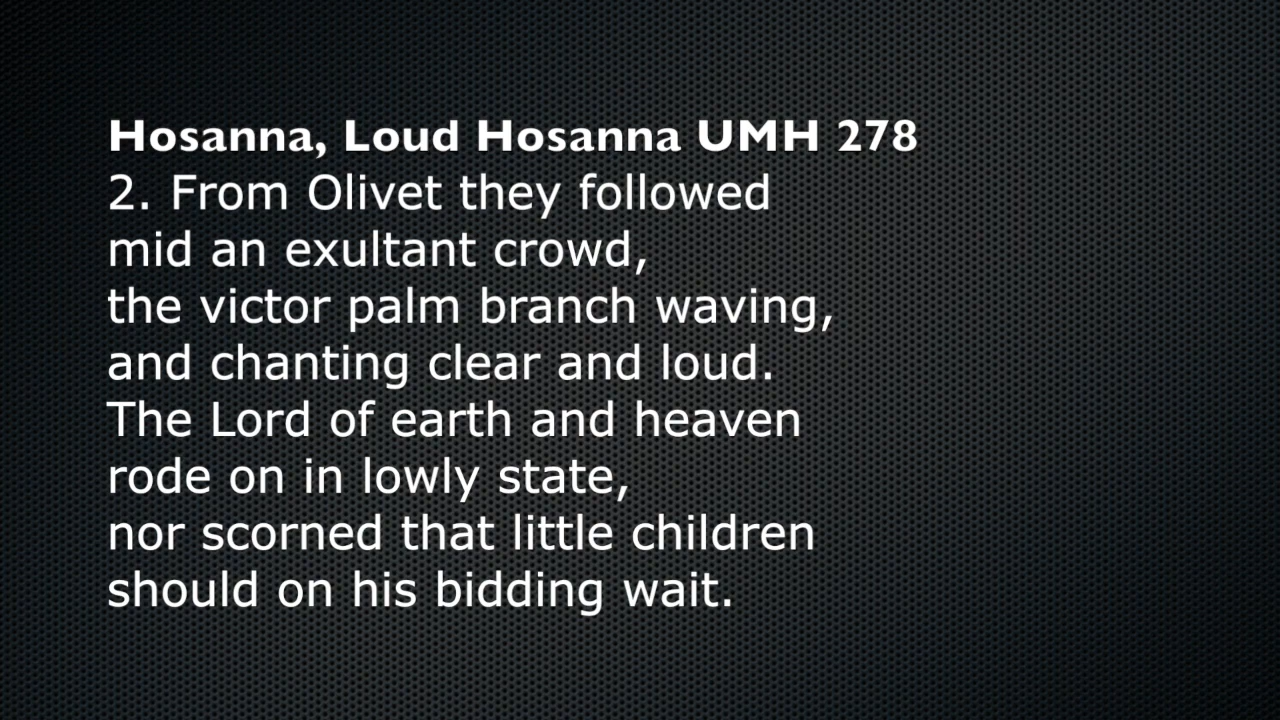 Hosanna, Loud Hosanna UMH 278
2. From Olivet they followed
mid an exultant crowd,
the victor palm branch waving,
and chanting clear and loud.
The Lord of earth and heaven
rode on in lowly state,
nor scorned that little children
should on his bidding wait.